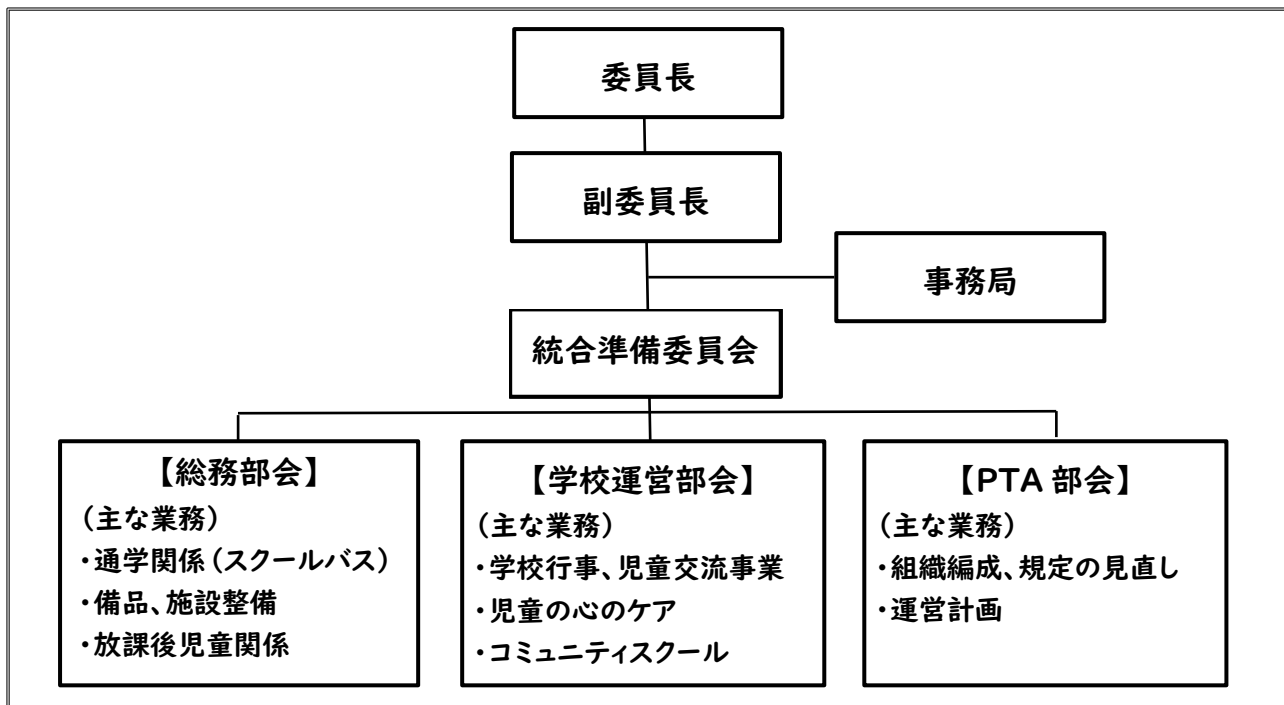 委員長
副委員長
事務局
統合準備委員会
【総務部会】
（主な業務）
・通学関係（スクールバス）
・備品、施設整備
・放課後児童関係
【学校運営部会】
（主な業務）
・学校行事、児童交流事業
・児童の心のケア
・コミュニティスクール
【PTA部会】
（主な業務）
・組織編成、規定の見直し
・運営計画